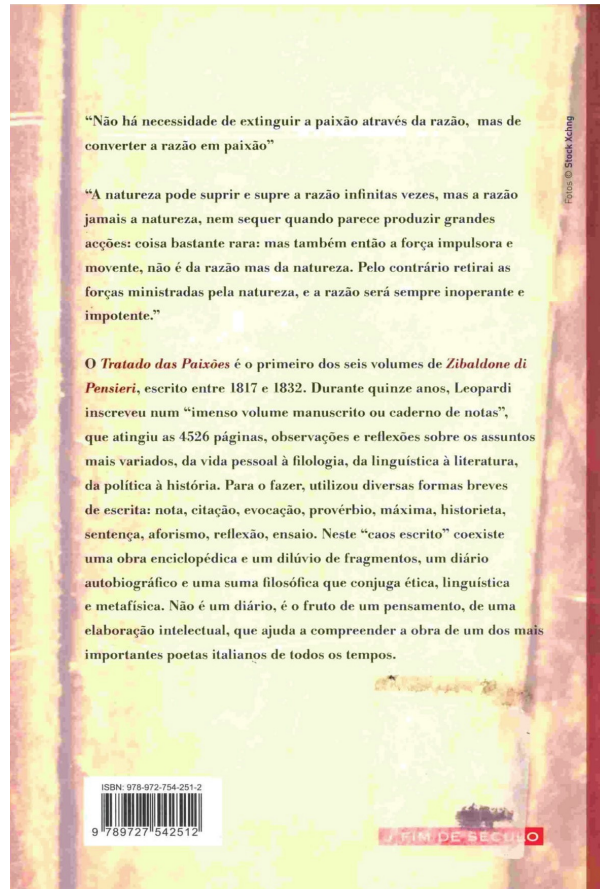 “Não há necessidade de extinguir a paixão através da razão, mas de
converter a razão em paixão”
Fotos © Stock Xchng
“A natureza pode suprir e supre a razão infinitas vezes, mas a razão
jamais a natureza, nem sequer quando parece produzir grandes
acções: coisa bastante rara: mas também então a força impulsora e
movente, não é da razão mas da natureza. Pelo contrário retirai as
forças ministradas pela natureza, e a razão será sempre inoperante e
impotente.”
O Tratado das Paixões é o primeiro dos seis volumes de Zibaldone di
Pensieri, escrito entre 1817 e 1832. Durante quinze anos, Leopardi
inscreveu num “imenso volume manuscrito ou caderno de notas”,
que atingiu as 4526 páginas, observações e reflexões sobre os assuntos
mais variados, da vida pessoal à filologia, da linguística à literatura,
da política à história. Para o fazer, utilizou diversas formas breves
de escrita: nota, citação, evocação, provérbio, máxima, historieta,
sentença, aforismo, reflexão, ensaio. Neste “caos escrito” coexiste
uma obra enciclopédica e um dilúvio de fragmentos, um diário
autobiográfico e uma suma filosófica que conjuga ética, linguística
e metafísica. Não é um diário, é o fruto de um pensamento, de uma
elaboração intelectual, que ajuda a compreender a obra de um dos mais
importantes poetas italianos de todos os tempos.
ISBN: 978-972-754-251-2
9 789727 542512
FIM DE SÉCULO